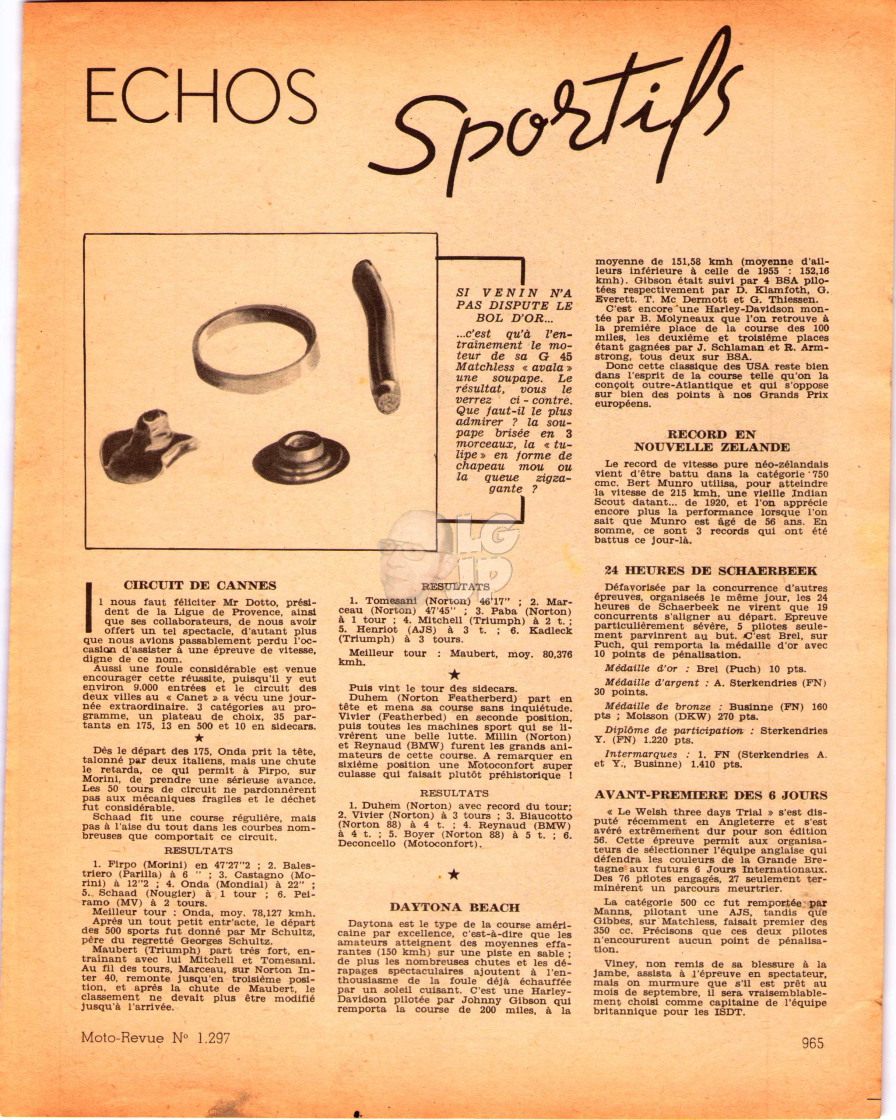 ECHOS
Sportifs
SI VENIN N'A
PAS DISPUTE LE
BOL D'OR...
...c'est qu'à l'en-
traînement le mo-
teur de sa G 45
Matchless « avala »
une soupape. Le
résultat, vous le
verrez ci-contre.
Que faut-il le plus
admirer ? la sou-
pape brisée en 3
morceaux, la « tu-
lipe » en forme de
chapeau mou ou
la queue zigza-
gante ?
CIRCUIT DE CANNES
Il nous faut féliciter Mr Dotto, prési-
dent de la Ligue de Provence, ainsi
que ses collaborateurs, de nous avoir
offert un tel spectacle, d'autant plus
que nous avions passablement perdu l'oc-
casion d'assister à une épreuve de vitesse,
digne de ce nom.
Aussi une foule considérable est venue
encourager cette réussite, puisqu'il y eut
environ 9.000 entrées et le circuit des
deux villes au « Canet » a vécu une jour-
née extraordinaire. 3 catégories au pro-
gramme, un plateau de choix, 35 par-
tants en 175, 13 en 500 et 10 en sidecars.
★
Dès le départ des 175, Onda prit la tête,
talonné par deux italiens, mais une chute
le retarda, ce qui permit à Firpo, sur
Morini, de prendre une sérieuse avance.
Les 50 tours de circuit ne pardonnèrent
pas aux mécaniques fragiles et le déchet
fut considérable.
Schaad fit une course régulière, mais
pas à l'aise du tout dans les courbes nom-
breuses que comportait ce circuit.
RESULTATS
1. Firpo (Morini) en 47'27"2 ; 2. Bales-
triero (Parilla) à 6 " ; 3. Castagno (Mo-
rini) à 12"2 ; 4. Onda (Mondial) à 22" ;
5. Schaad (Nougier) à 1 tour ; 6. Pei-
ramo (MV) à 2 tours.
Meilleur tour : Onda, moy. 78,127 kmh.
Après un tout petit entr'acte, le départ
des 500 sports fut donné par Mr Schultz,
père du regretté Georges Schultz.
Maubert (Triumph) part très fort, en-
traînant avec lui Mitchell et Tomesani.
Au fil des tours, Marceau, sur Norton In-
ter 40, remonte jusqu'en troisième posi-
tion, et après la chute de Maubert, le
classement ne devait plus être modifié
jusqu'à l'arrivée.
RESULTATS
1. Tomesani (Norton) 46'17" ; 2. Mar-
ceau (Norton) 47'45" ; 3. Paba (Norton)
à 1 tour ; 4. Mitchell (Triumph) à 2 t. ;
5. Henriot (AJS) à 3 t. ; 6. Kadleck
(Triumph) à 3 tours.
Meilleur tour : Maubert, moy. 80,376
kmh.
★
Puis vint le tour des sidecars.
Duhem (Norton Featherberd) part en
tête et mena sa course sans inquiétude.
Vivier (Featherbed) en seconde position,
puis toutes les machines sport qui se li-
vrèrent une belle lutte. Millin (Norton)
et Reynaud (BMW) furent les grands ani-
mateurs de cette course. A remarquer en
sixième position une Motoconfort super
culasse qui faisait plutôt préhistorique !
RESULTATS
1. Duhem (Norton) avec record du tour;
2. Vivier (Norton) à 3 tours ; 3. Biaucotto
(Norton 88) à 4 t. ; 4. Reynaud (BMW)
à 4 t. ; 5. Boyer (Norton 88) à 5 t. ; 6.
Deconcello (Motoconfort).
★
DAYTONA BEACH
Daytona est le type de la course améri-
caine par excellence, c'est-à-dire que les
amateurs atteignent des moyennes effa-
rantes (150 kmh) sur une piste en sable ;
de plus les nombreuses chutes et les dé-
rapages spectaculaires ajoutent à l'en-
thousiasme de la foule déjà échauffée
par un soleil cuisant. C'est une Harley-
Davidson pilotée par Johnny Gibson qui
remporta la course de 200 miles, à la
moyenne de 151,58 kmh (moyenne d'ail-
leurs inférieure à celle de 1955 : 152,16
kmh). Gibson était suivi par 4 BSA pilo-
tées respectivement par D. Klamfoth, G.
Everett. T. Mc Dermott et G. Thiessen.
C'est encore une Harley-Davidson mon-
tée par B. Molyneaux que l'on retrouve à
la première place de la course des 100
miles, les deuxième et troisième places
étant gagnées par J. Schlaman et R. Arm-
strong, tous deux sur BSA.
Donc cette classique des USA reste bien
dans l'esprit de la course telle qu'on la
conçoit outre-Atlantique et qui s'oppose
sur bien des points à nos Grands Prix
européens.
RECORD EN
NOUVELLE ZELANDE
Le record de vitesse pure néo-zélandais
vient d'être battu dans la catégorie 750
cmc. Bert Munro utilisa, pour atteindre
la vitesse de 215 kmh, une vieille Indian
Scout datant... de 1920, et l'on apprécie
encore plus la performance lorsque l'on
sait que Munro est âgé de 56 ans. En
somme, ce sont 3 records qui ont été
battus ce jour-là.
24 HEURES DE SCHAERBEEK
Défavorisée par la concurrence d'autres
épreuves, organisées le même jour, les 24
heures de Schaerbeek ne virent que 19
concurrents s'aligner au départ. Epreuve
particulièrement sévère, 5 pilotes seule-
ment parvinrent au but. C'est Brel, sur
Puch, qui remporta la médaille d'or avec
10 points de pénalisation.
Médaille d'or : Brel (Puch) 10 pts.
Médaille d'argent : A. Sterkendries (FN)
30 points.
Médaille de bronze : Businne (FN) 160
pts ; Moisson (DKW) 270 pts.
Diplôme de participation : Sterkendries
Y. (FN) 1.220 pts.
Intermarques : 1. FN (Sterkendries A.
et Y., Businne) 1.410 pts.
AVANT-PREMIERE DES 6 JOURS
« Le Welsh three days Trial » s'est dis-
puté récemment en Angleterre et s'est
avéré extrêmement dur pour son édition
56. Cette épreuve permit aux organisa-
teurs de sélectionner l'équipe anglaise qui
défendra les couleurs de la Grande Bre-
tagne aux futurs 6 Jours Internationaux.
Des 76 pilotes engagés, 27 seulement ter-
minèrent un parcours meurtrier.
La catégorie 500 cc fut remportée par
Manns, pilotant une AJS, tandis que
Gibbes, sur Matchless, faisait premier des
350 cc. Précisons que ces deux pilotes
n'encoururent aucun point de pénalisa-
tion.
Viney, non remis de sa blessure à la
jambe, assista à l'épreuve en spectateur,
mais on murmure que s'il est prêt au
mois de septembre, il sera vraisemblable-
ment choisi comme capitaine de l'équipe
britannique pour les ISDT.
LG
JP
Moto-Revue Nº 1.297
965